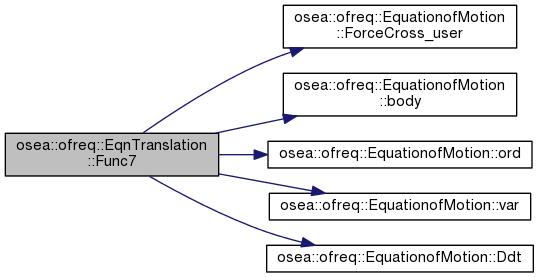 osea::ofreq::EquationofMotion
::ForceCross_user
osea::ofreq::EquationofMotion
::body
osea::ofreq::EqnTranslation
::Func7
osea::ofreq::EquationofMotion::ord
osea::ofreq::EquationofMotion::var
osea::ofreq::EquationofMotion::Ddt